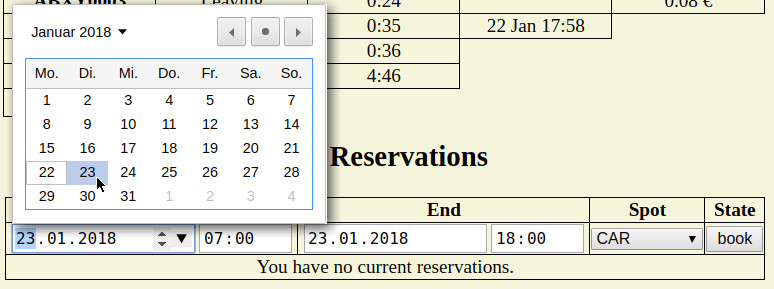 Leaving 0:24 0.08 €
Januar 2018 0:35 22 Jan 17:58
0:36
Mo. Di. Mi. Do. Fr. Sa. So. 4:46
1 2 3 4 5 6 7
8 9 10 11 12 13 14
15 16 17 18 19 20 21
Reservations
22 23 24 25 26 27 28
29 30 31 1 2 3 4
End Spot State
23.01.2018 07:00 23.01.2018 18:00 CAR book
You have no current reservations.